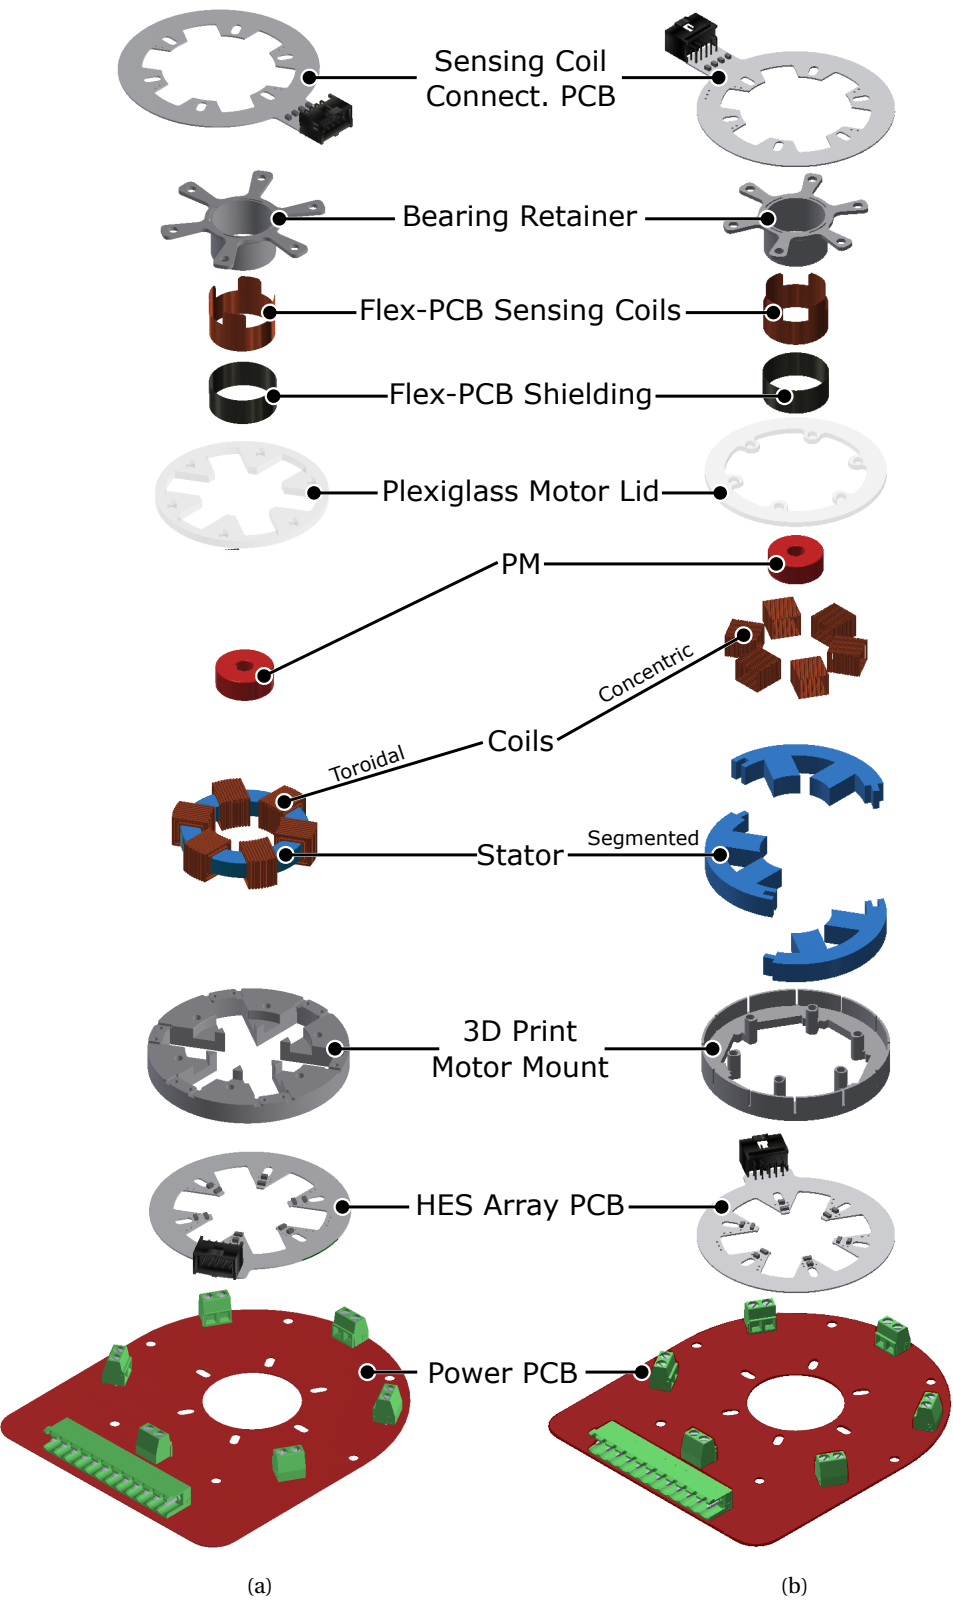 Sensing Coil
Connect. PCB
Bearing Retainer
Flex-PCB Sensing Coils
Flex-PCB Shielding
Plexiglass Motor Lid
PM
Concentric
Coils
Toroidal
Segmented
Stator
3D Print
Motor Mount
HES Array PCB
Power PCB
(a)
(b)